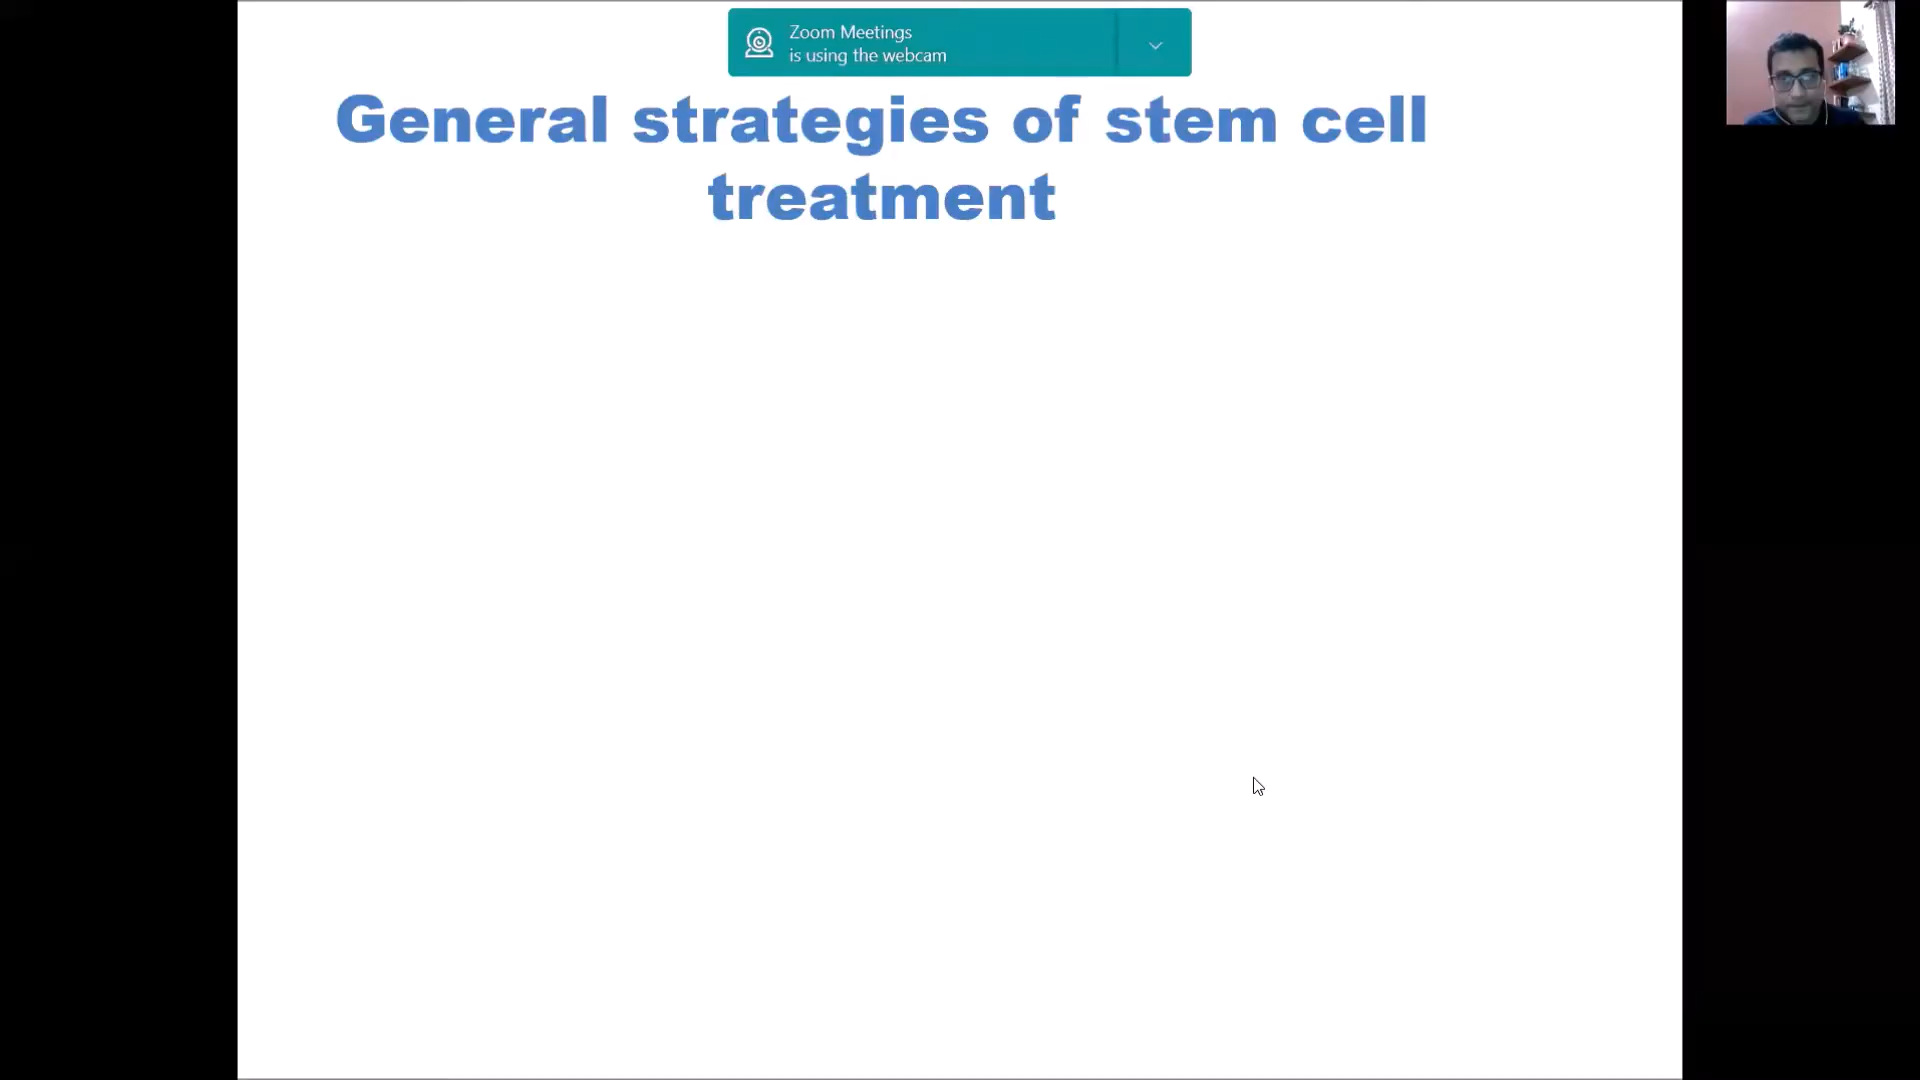 Zoom Meetings
is using the webcam
General strategies of stem cell
treatment